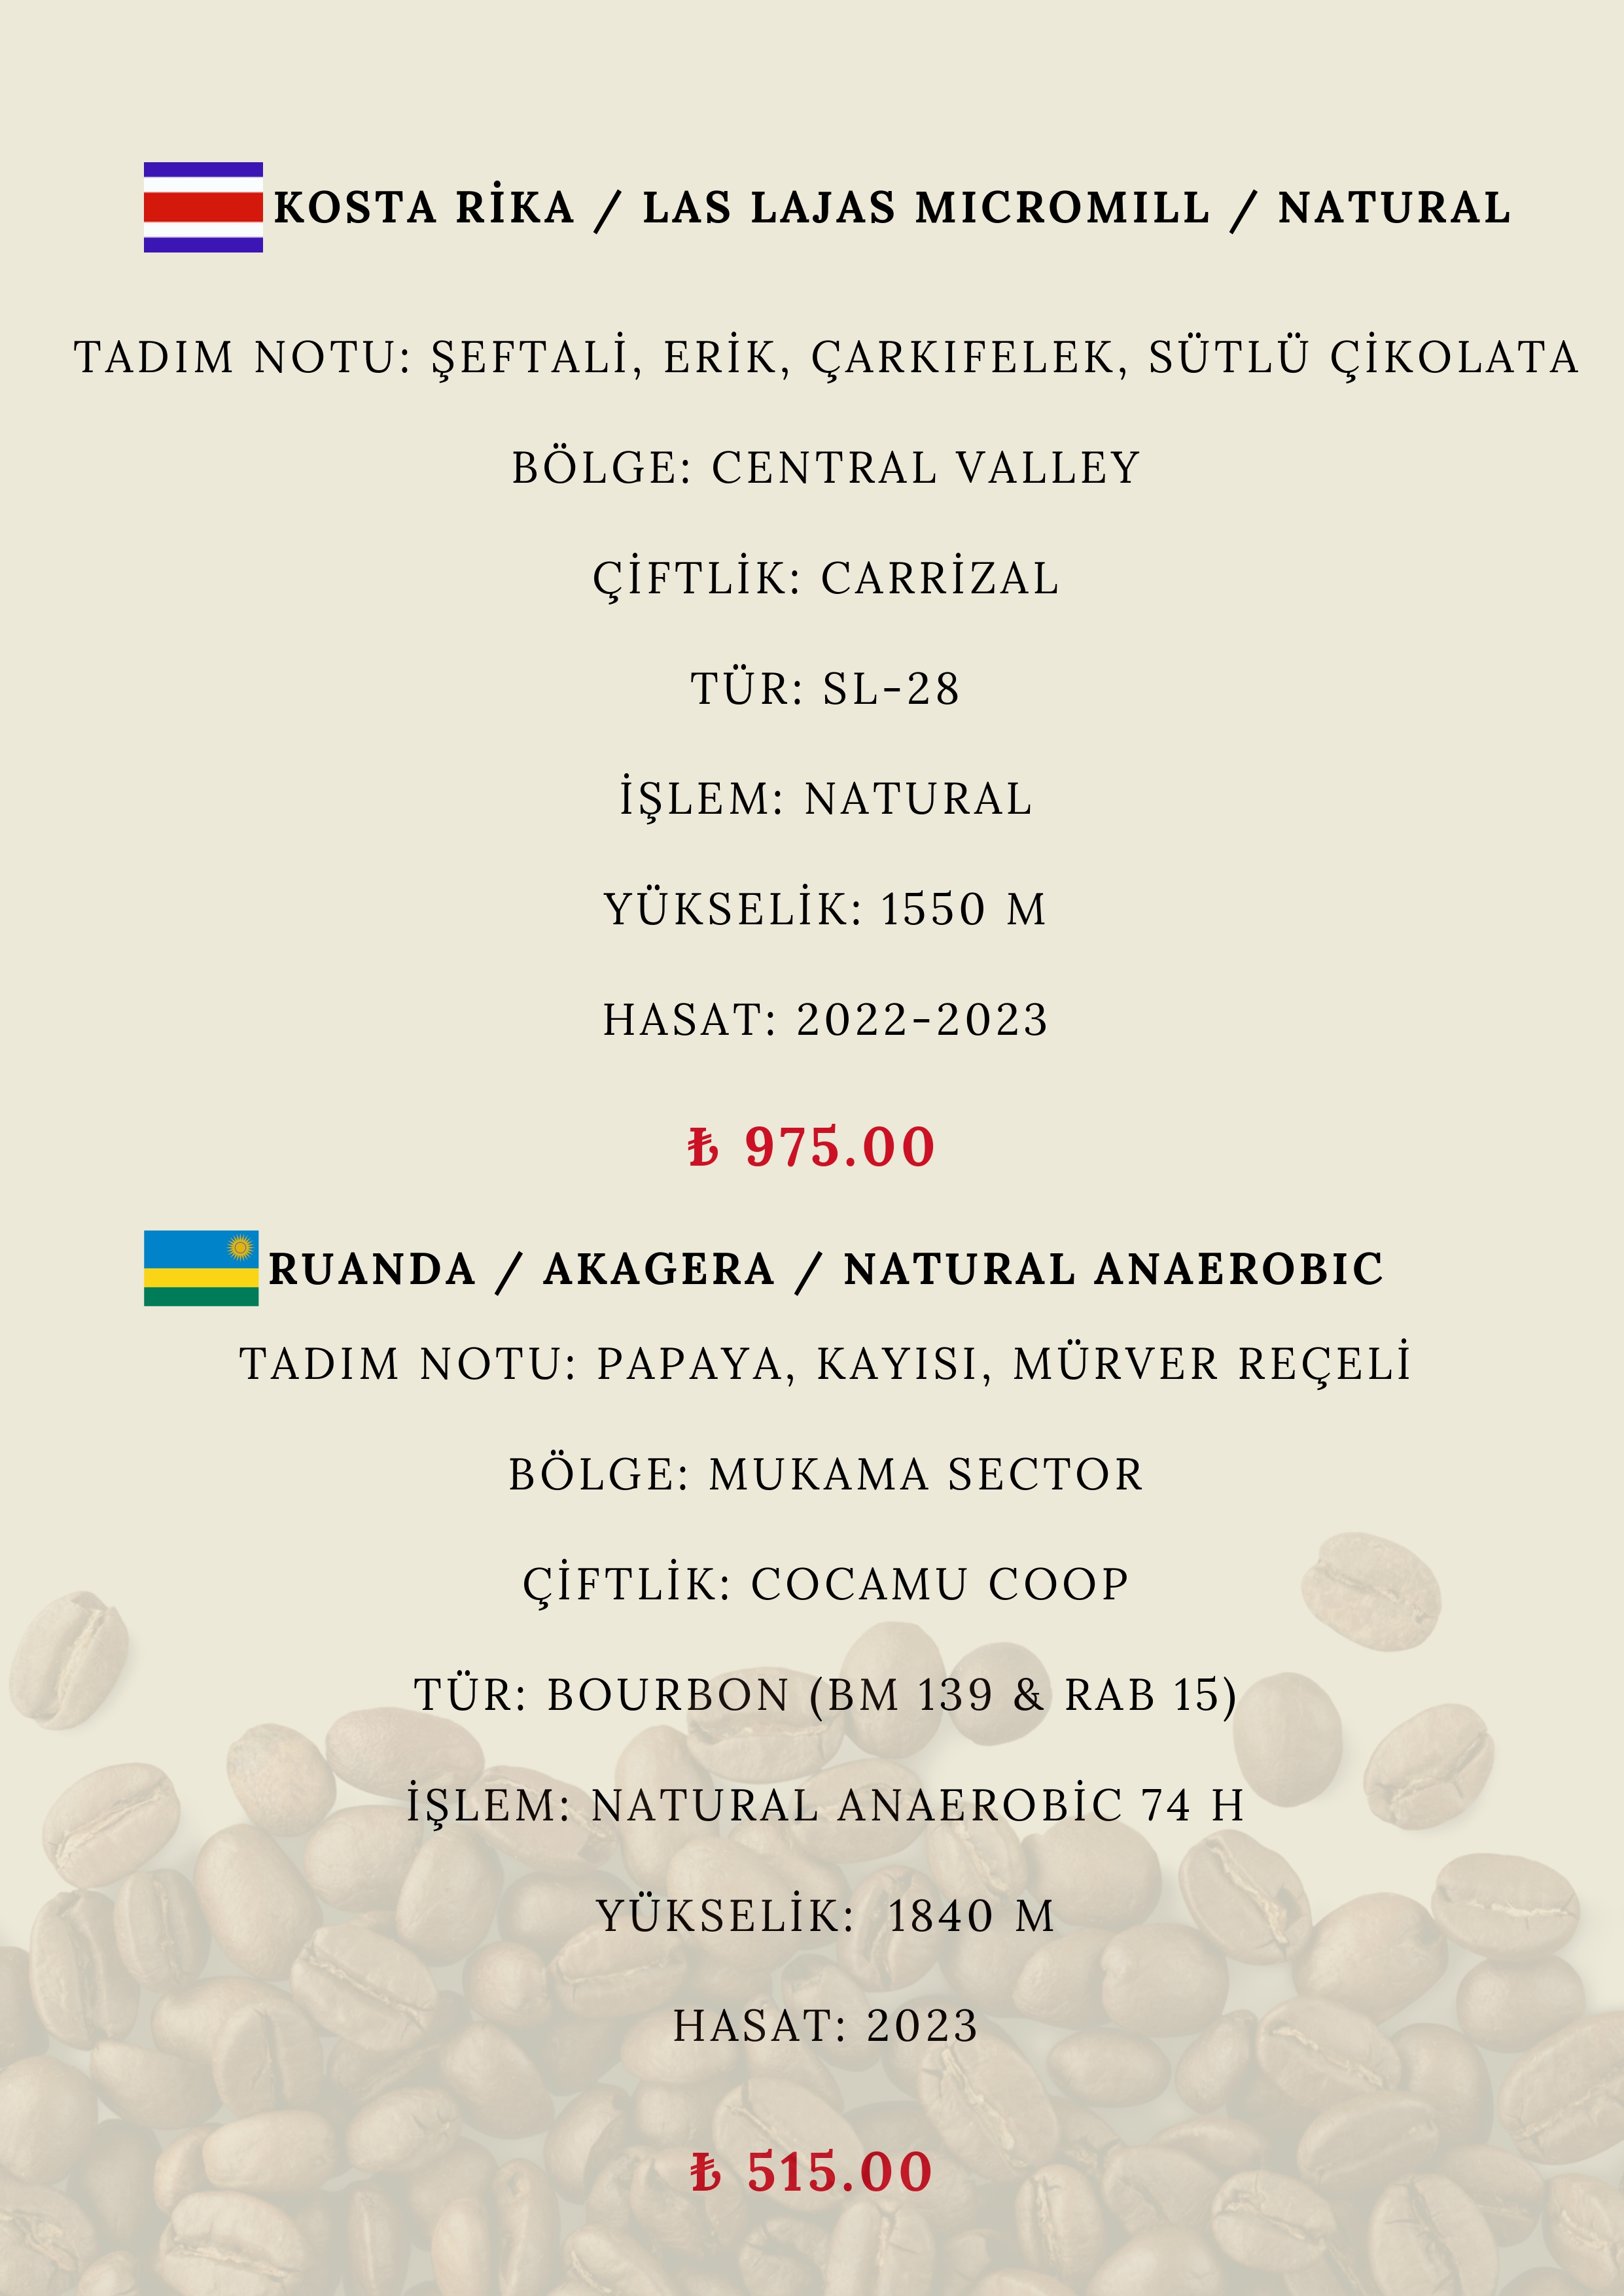 KOSTA RİKA / LAS LAJAS MICROMILL / NATURAL
TADIM NOTU: ŞEFTALİ, ERİK, ÇARKIFELEK, SÜTLÜ ÇİKOLATA
BÖLGE: CENTRAL VALLEY
ÇİFTLİK: CARRİZAL
TÜR: SL-28
İŞLEM: NATURAL
YÜKSELİK: 1550 M
HASAT: 2022-2023
₺ 975.00
RUANDA / AKAGERA / NATURAL ANAEROBIC
TADIM NOTU: PAPAYA, KAYISI, MÜRVER REÇELİ
BÖLGE: MUKAMA SECTOR
ÇİFTLİK: COCAMU COOP
TÜR: BOURBON (BM 139 & RAB 15)
İŞLEM: NATURAL ANAEROBİC 74 H
YÜKSELİK: 1840 M
HASAT: 2023
₺ 515.00